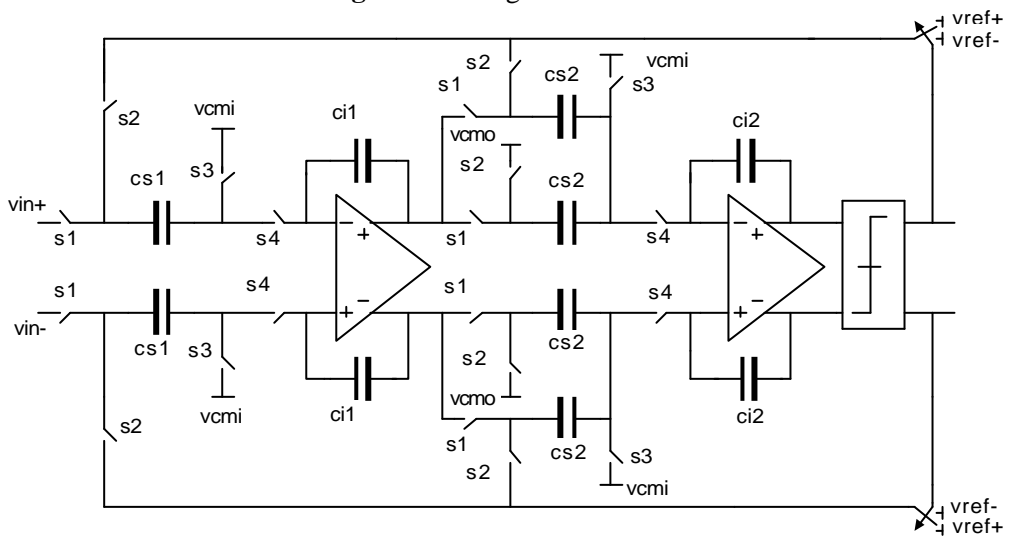 vref+
vref-
s2
vcmi
cs2
s1
s3
s2
vcmi
ci1
vcmo
ci2
s3
s2
cs1
cs2
vin+
s1
s4
s1
s4
s1
s4
s1
s4
vin-
cs1
s3
cs2
s2
vcmo
vcmi
ci1
ci2
s2
s1
cs2
s2
s3
vcmi
vref-
vref+
+
-
+
-
+
-
+
-